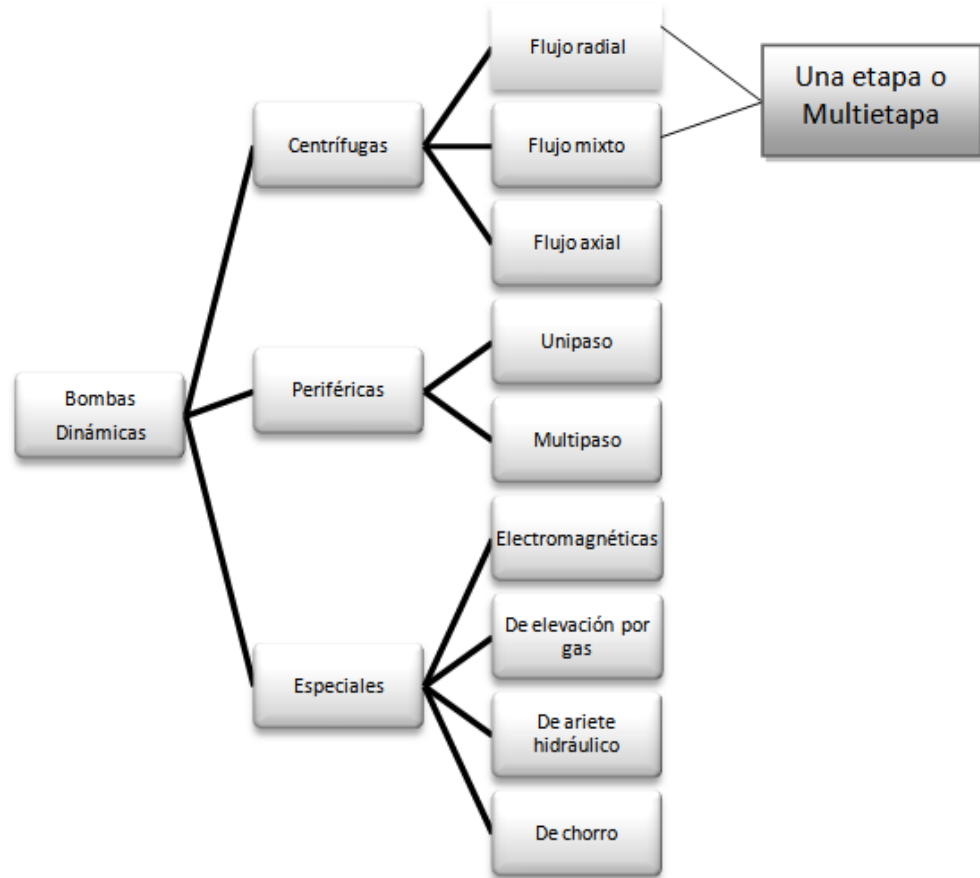 Bombas
Dinámicas
Centrífugas
Flujo radial
Flujo mixto
Flujo axial
Una etapa o
Multietapa
Periféricas
Unipaso
Multipaso
Especiales
Electromagnéticas
De elevación por
gas
De ariete
hidráulico
De chorro